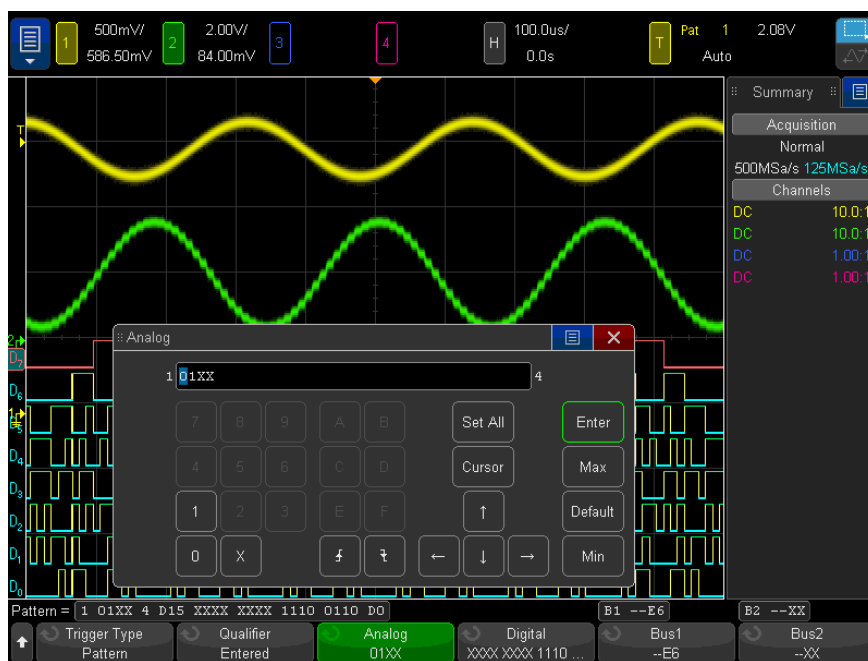 500mV/ 2.00V/ 100.0us/ Pat 1 2.08V
1 2 3 4 H T
586.50mV 84.00mV 0.0s Auto
Summary
Acquisition
Normal
500MSa/s 125MSa/s
Channels
DC 10.0:1
DC 10.0:1
DC 1.00:1
DC 1.00:1
T
2
D7
D6
1
D5
D4
D3
D2
D1
D0
Analog
1 01XX 4
7 8 9 A B Set All Enter
4 5 6 C D Cursor Max
1 2 3 E F ↑ Default
0 X ← ↓ → Min
Pattern = 1 01XX 4 D15 XXXX XXXX 1110 0110 D0 B1 --E6 B2 --XX
Trigger Type Qualifier Analog Digital Bus1 Bus2
Pattern Entered 01XX XXXX XXXX 1110 ... --E6 --XX